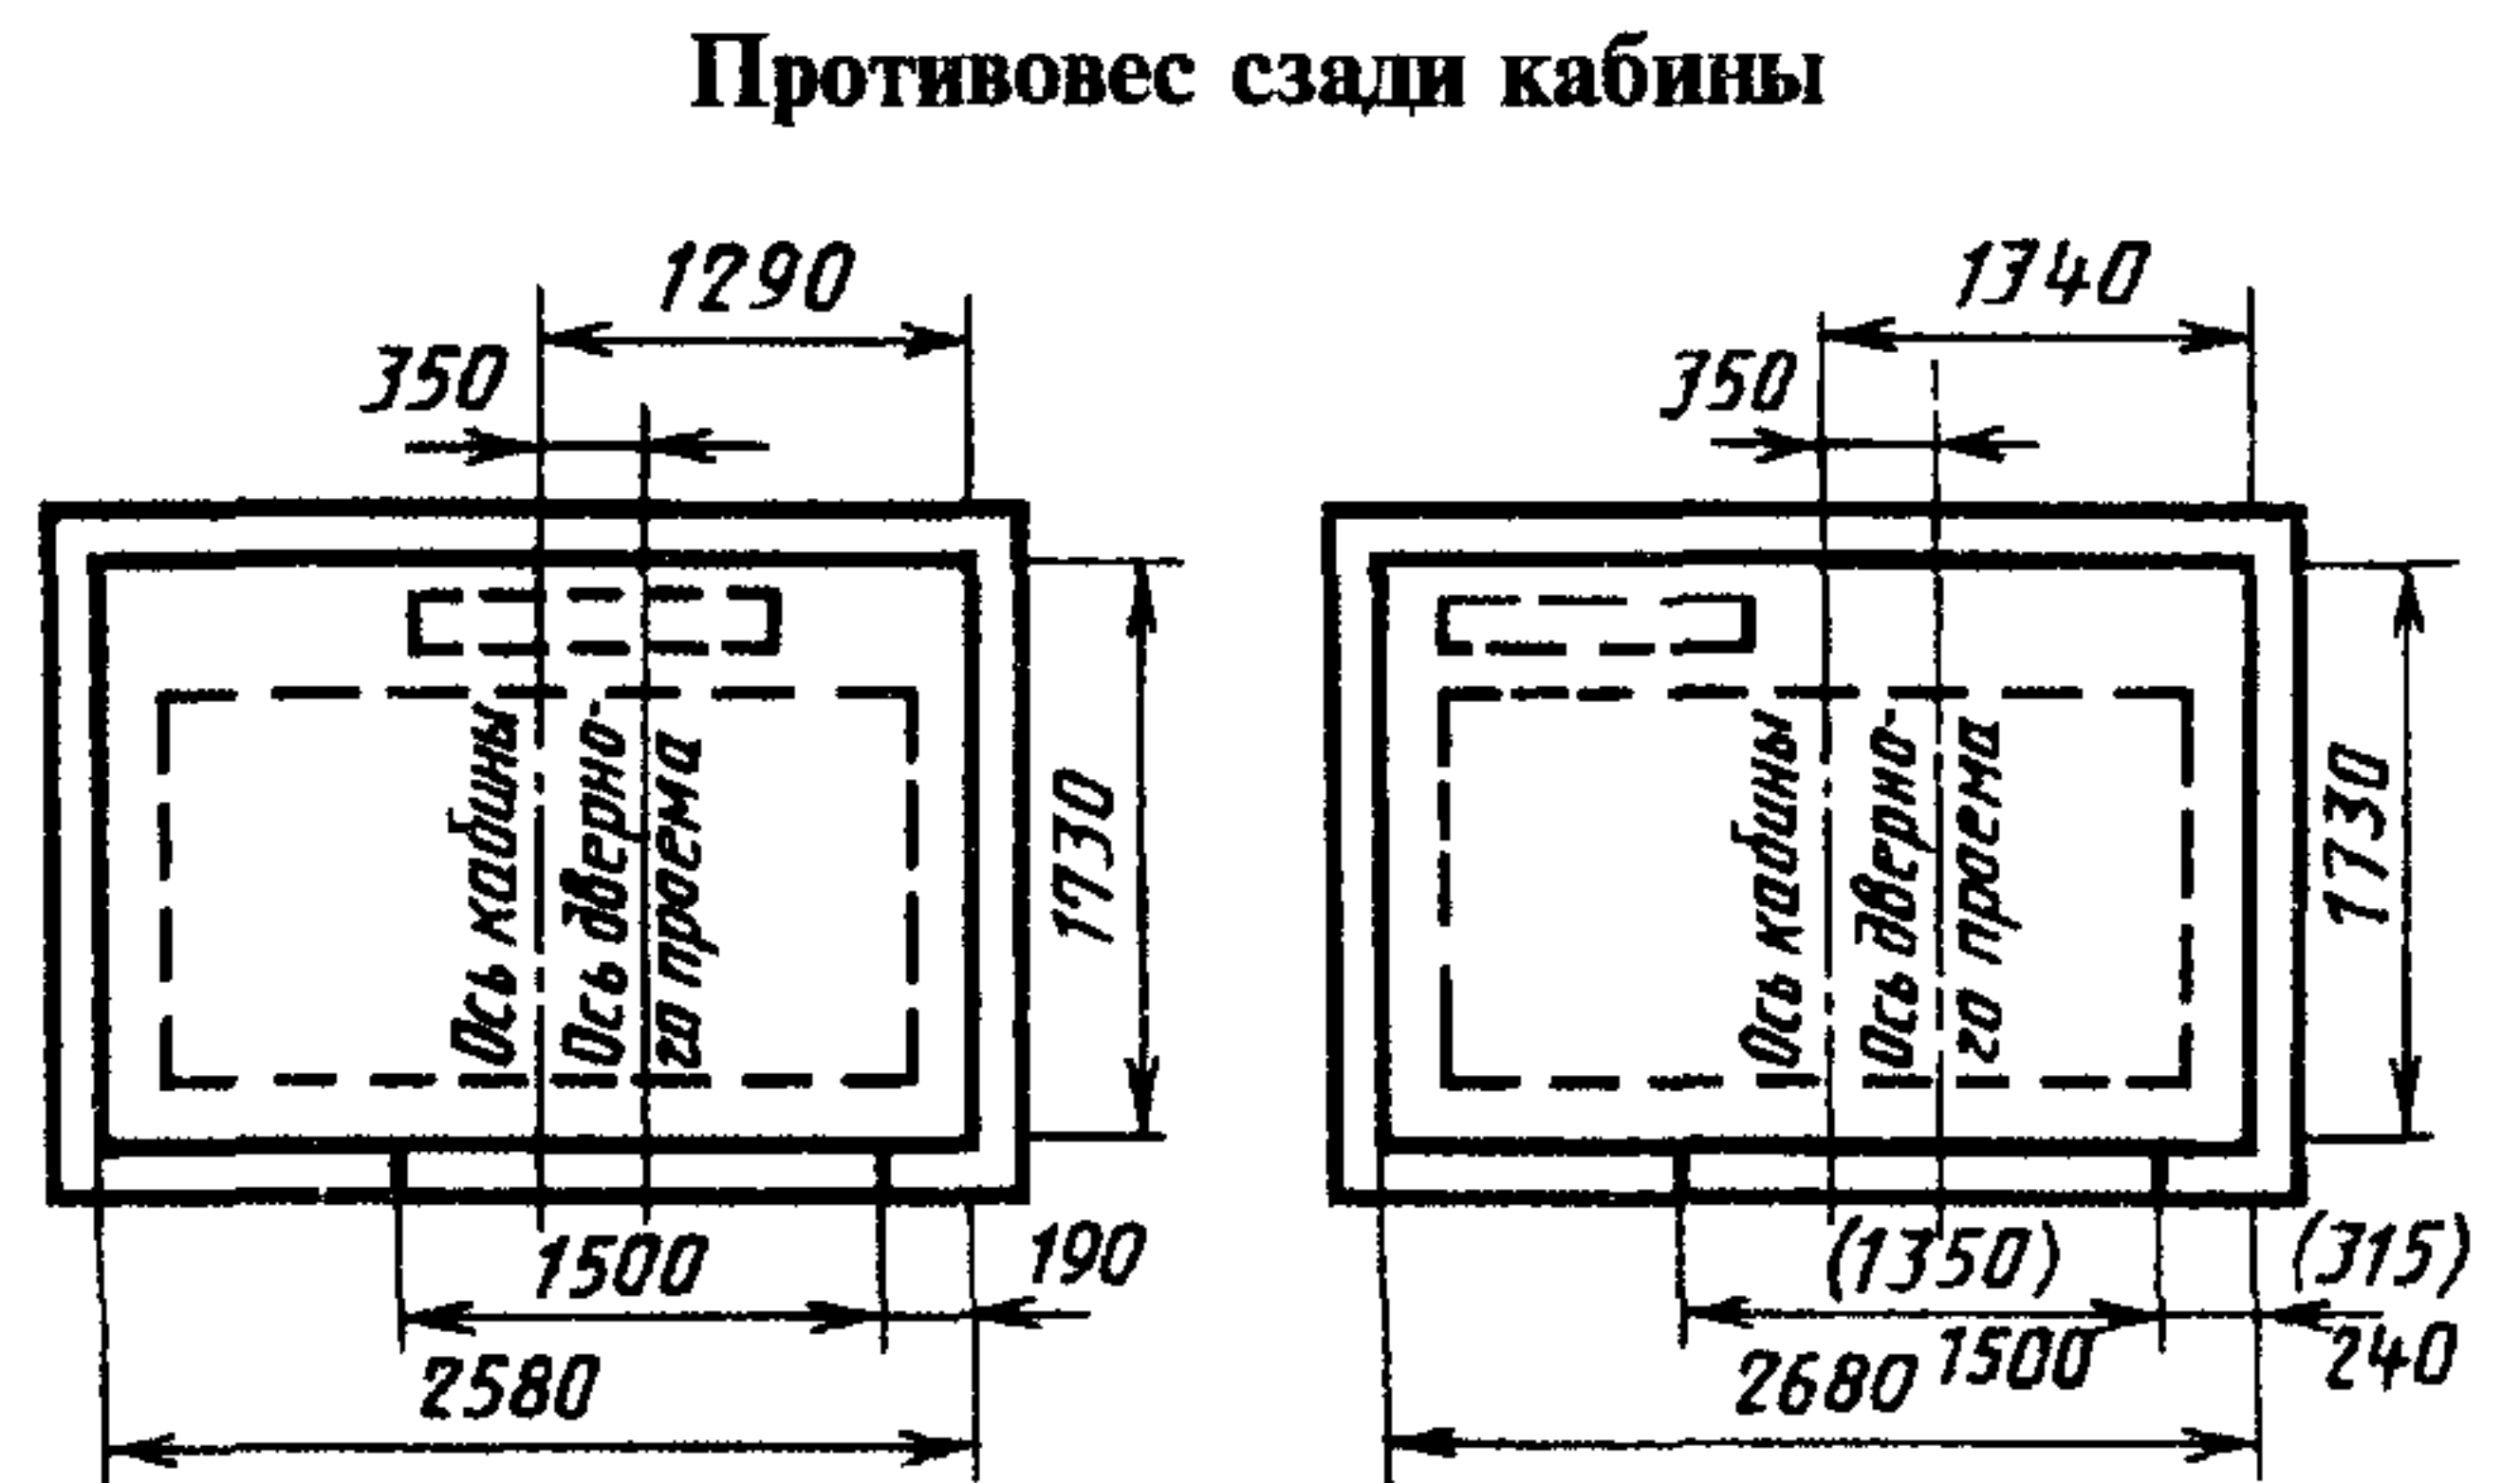 Противовес сзади кабины
1290
350
1730
Ось кабины
Ось дверно-
го проема
1500
190
2580
1340
350
1730
Ось кабины
Ось дверно-
го проема
(1350)
1500
(315)
240
2680